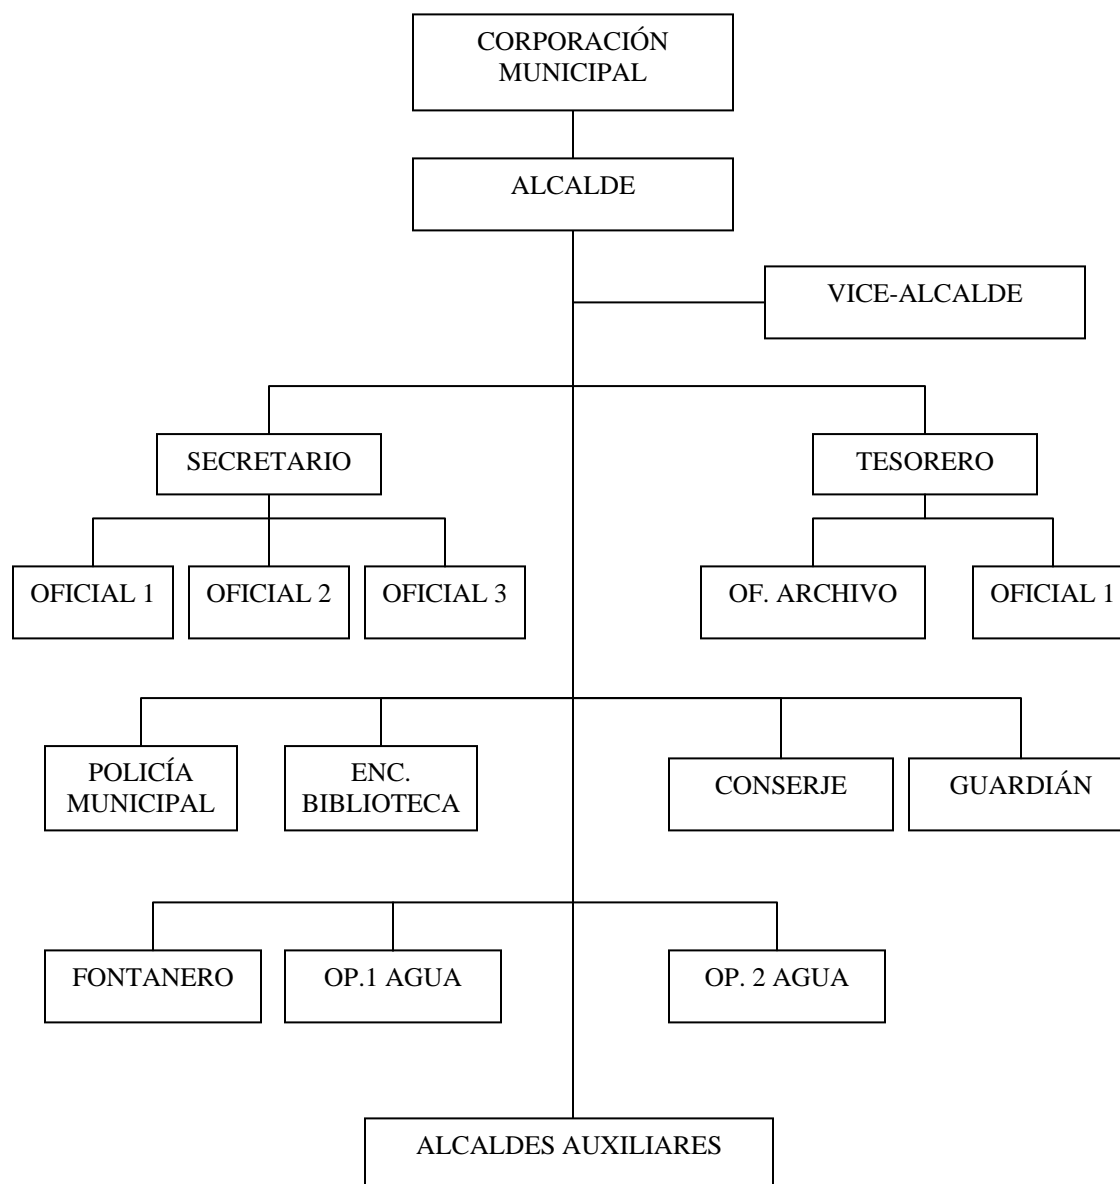 CORPORACIÓN
MUNICIPAL
ALCALDE
VICE-ALCALDE
SECRETARIO
TESORERO
OFICIAL 1
OFICIAL 2
OFICIAL 3
OF. ARCHIVO
OFICIAL 1
POLICÍA
MUNICIPAL
ENC.
BIBLIOTECA
CONSERJE
GUARDIÁN
FONTANERO
OP.1 AGUA
OP. 2 AGUA
ALCALDES AUXILIARES